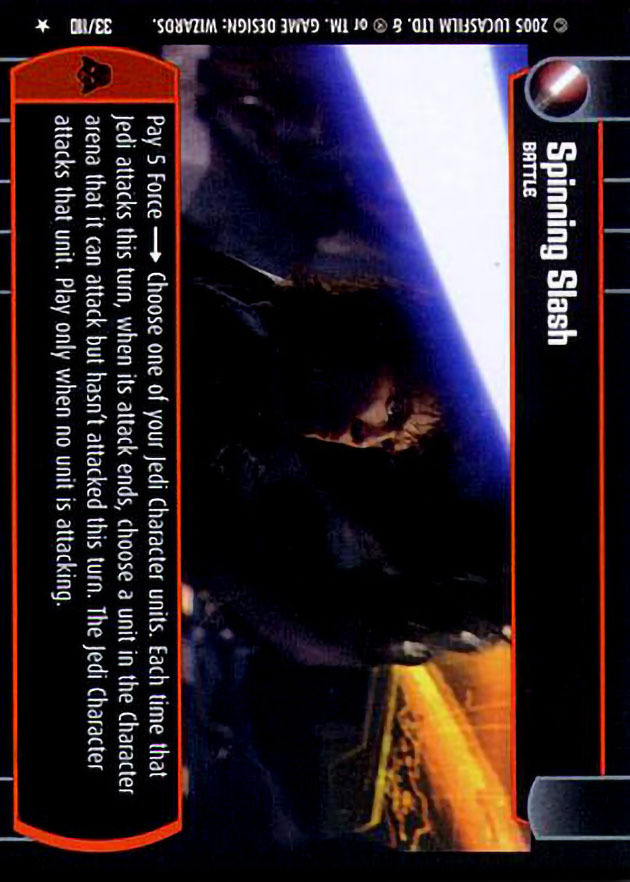 Spinning Slash
BATTLE
Pay 5 Force → Choose one of your Jedi Character units. Each time that
Jedi attacks this turn, when its attack ends, choose a unit in the Character
arena that it can attack but hasn't attacked this turn. The Jedi Character
attacks that unit. Play only when no unit is attacking.
© 2005 LUCASFILM LTD. & ® or TM. GAME DESIGN: WIZARDS.
33/110 ★